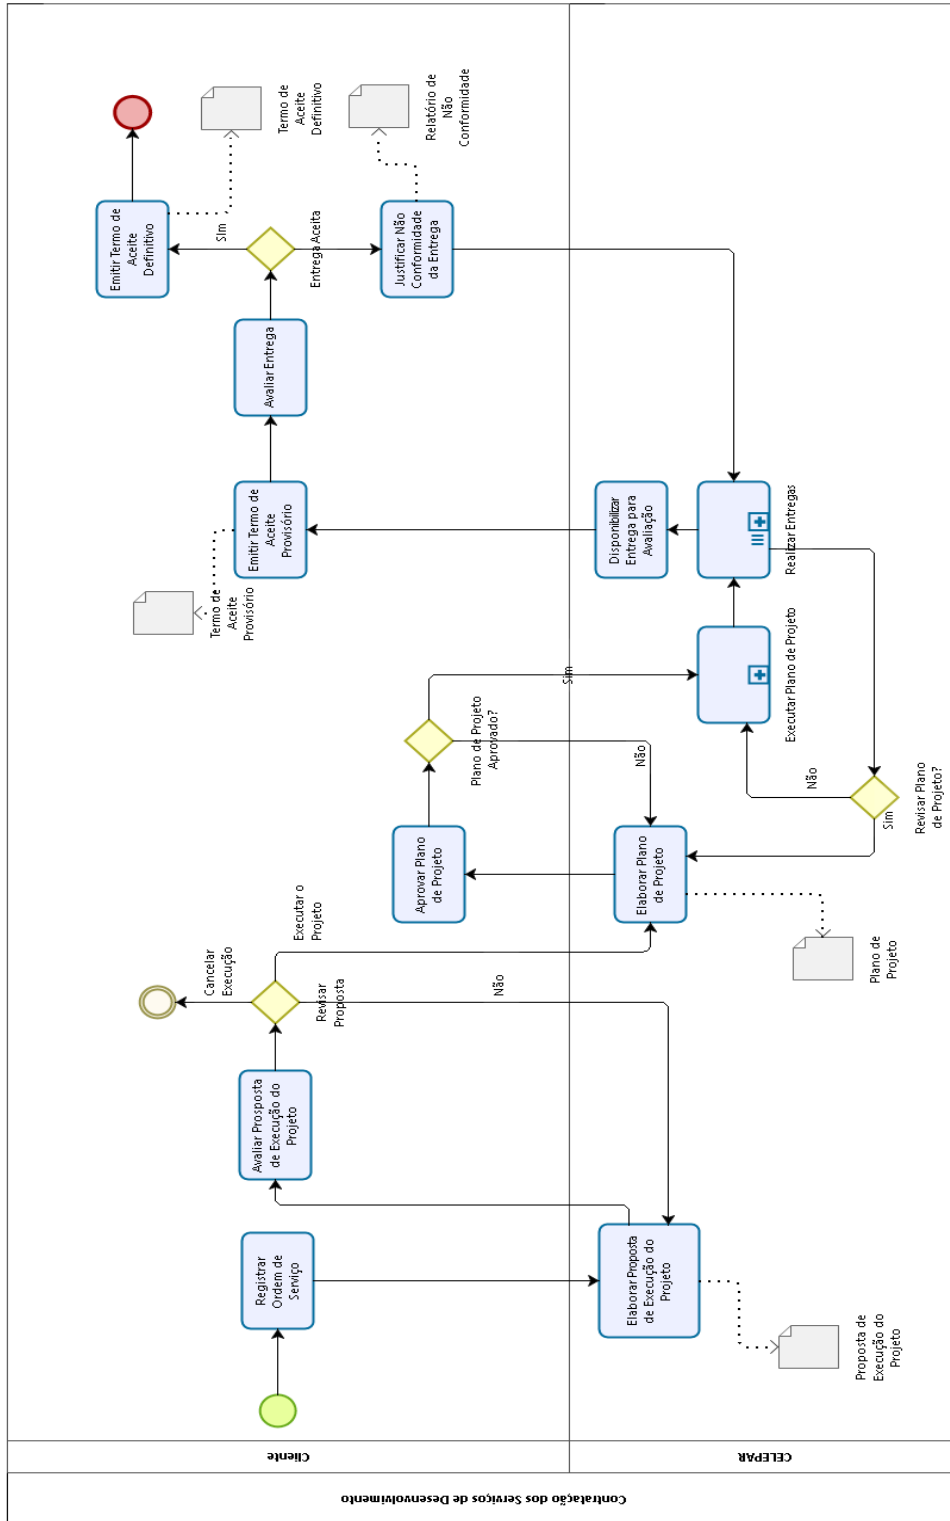 Contratação dos Serviços de Desenvolvimento
Cliente
CELEPAR
Registrar
Ordem de
Serviço
Elaborar Proposta
de Execução do
Projeto
Proposta de
Execução do
Projeto
Avaliar Prosposta
de Execução do
Projeto
Revisar
Proposta
Cancelar
Execução
Não
Executar o
Projeto
Elaborar Plano
de Projeto
Plano de
Projeto
Aprovar Plano
de Projeto
Plano de Projeto
Aprovado?
Não
Sim
Executar Plano de Projeto
Revisar Plano
de Projeto?
Não
Sim
Realizar Entregas
Disponibilizar
Entrega para
Avaliação
Emitir Termo de
Aceite
Provisório
Termo de
Aceite
Provisório
Avaliar Entrega
Entrega Aceita
SIm
Emitir Termo de
Aceite
Definitivo
Termo de
Aceite
Definitivo
Justificar Não
Conformidade
da Entrega
Relatório de
Não
Conformidade